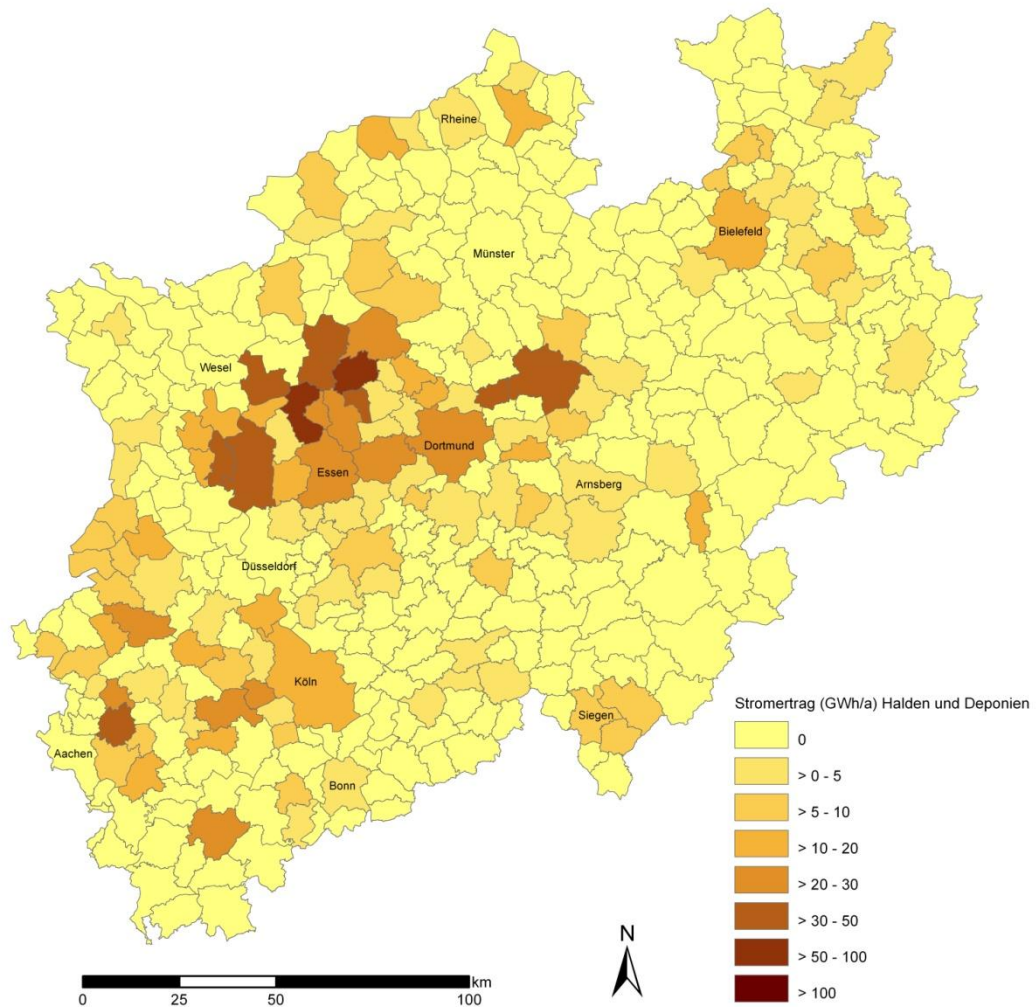 Rheine
Münster
Bielefeld
Wesel
Dortmund
Essen
Arnsberg
Düsseldorf
Köln
Siegen
Aachen
Bonn
Stromertrag (GWh/a) Halden und Deponien
0
> 0 - 5
> 5 - 10
> 10 - 20
> 20 - 30
> 30 - 50
> 50 - 100
> 100
N
km
0 25 50 100